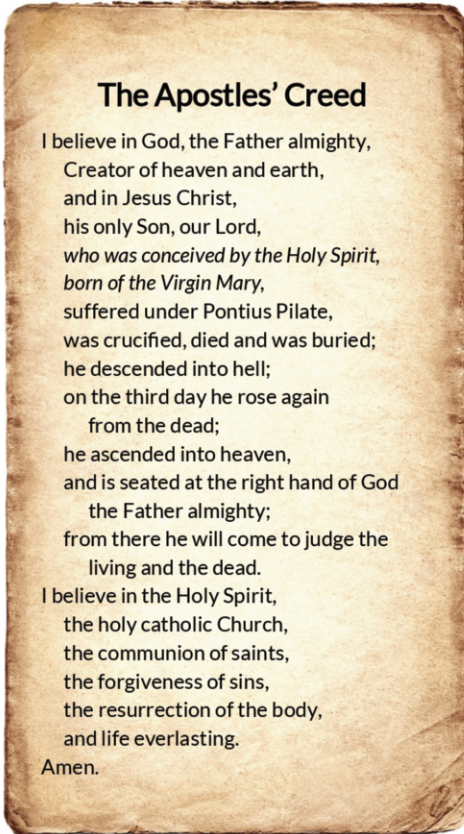 The Apostles’ Creed
I believe in God, the Father almighty,
Creator of heaven and earth,
and in Jesus Christ,
his only Son, our Lord,
who was conceived by the Holy Spirit,
born of the Virgin Mary,
suffered under Pontius Pilate,
was crucified, died and was buried;
he descended into hell;
on the third day he rose again
from the dead;
he ascended into heaven,
and is seated at the right hand of God
the Father almighty;
from there he will come to judge the
living and the dead.
I believe in the Holy Spirit,
the holy catholic Church,
the communion of saints,
the forgiveness of sins,
the resurrection of the body,
and life everlasting.
Amen.